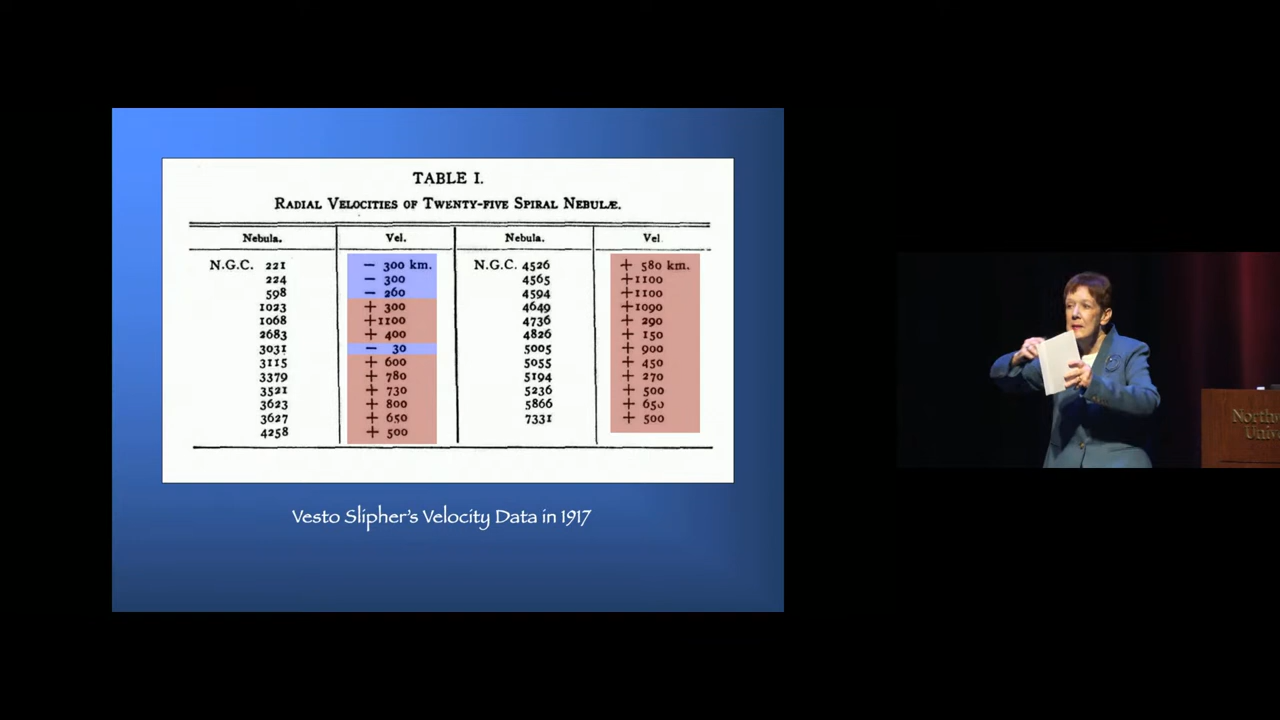 TABLE I.
RADIAL VELOCITIES OF TWENTY-FIVE SPIRAL NEBULÆ.
Nebula. Vel. Nebula. Vel
N.G.C. 221 − 300 km. N.G.C. 4526 + 580 km.
224 − 300 4565 +1100
598 − 260 4594 +1100
1023 + 300 4649 +1090
1068 +1100 4736 + 290
2683 + 400 4826 + 150
3031 − 30 5005 + 900
3115 + 600 5055 + 450
3379 + 780 5194 + 270
3521 + 730 5236 + 500
3623 + 800 5866 + 650
3627 + 650 7331 + 500
4258 + 500
Vesto Slipher's Velocity Data in 1917